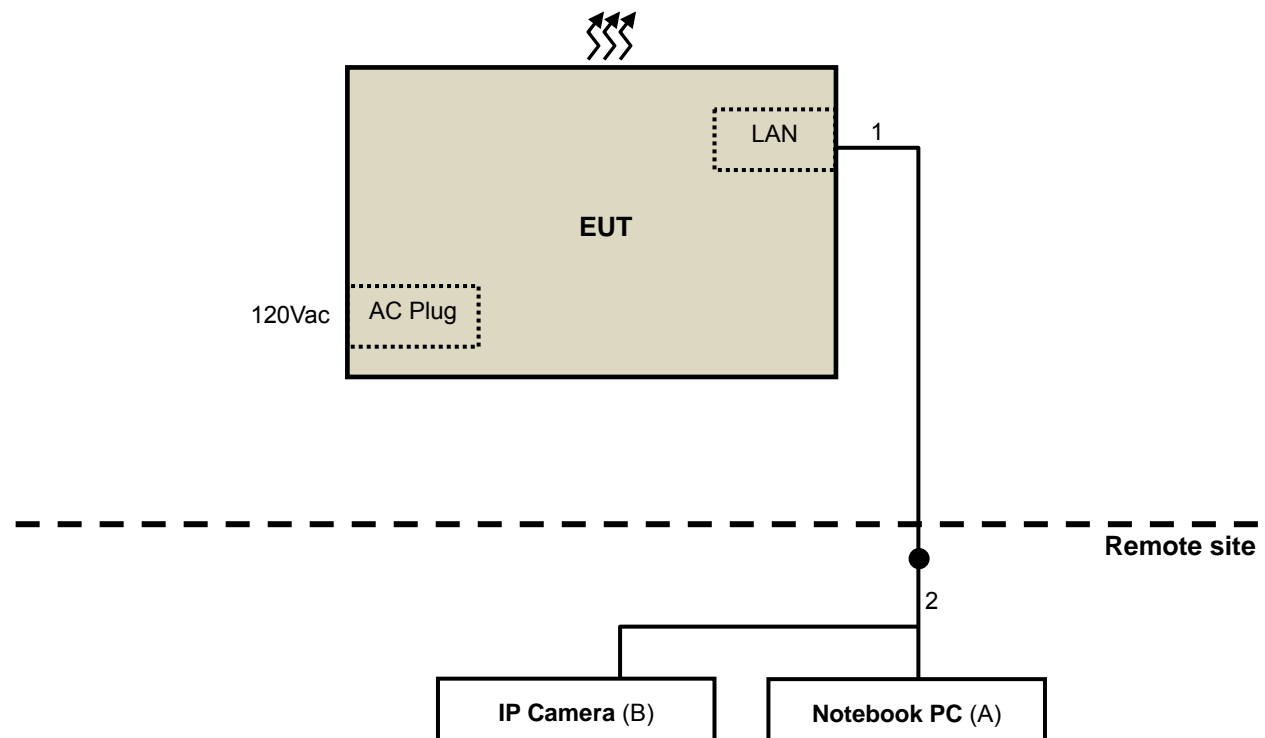 LAN
1
EUT
120Vac
AC Plug
Remote site
2
IP Camera (B)
Notebook PC (A)